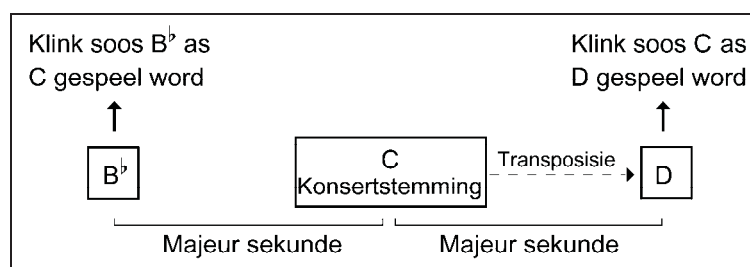 Klink soos B♭ as
C gespeel word
Klink soos C as
D gespeel word
B♭
C
Konsertstemming
Transposisie
D
Majeur sekunde
Majeur sekunde